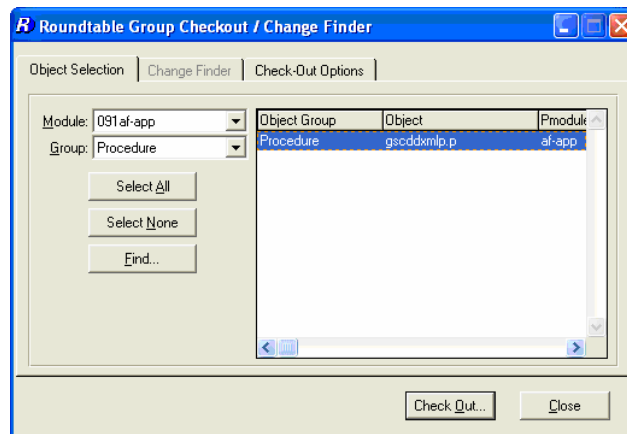 R Roundtable Group Checkout / Change Finder
Object Selection Change Finder Check-Out Options
Module: 091af-app
Group: Procedure
Select All
Select None
Find...
Object Group Object Pmodule
Procedure gscddxmlp.p af-app
Check Out... Close